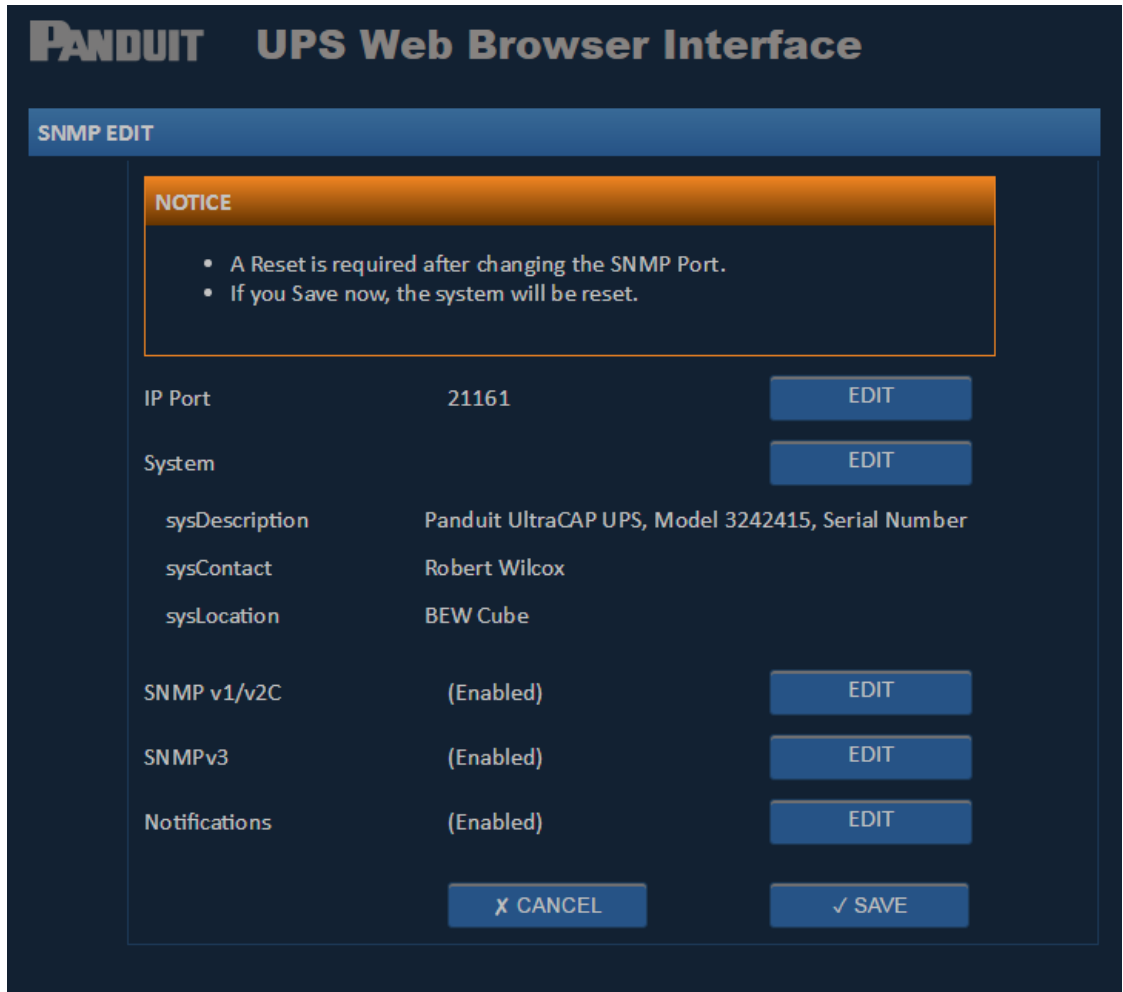 PANDUIT UPS Web Browser Interface
SNMP EDIT
NOTICE
• A Reset is required after changing the SNMP Port.
• If you Save now, the system will be reset.
IP Port 21161 EDIT
System EDIT
sysDescription Panduit UltraCAP UPS, Model 3242415, Serial Number
sysContact Robert Wilcox
sysLocation BEW Cube
SNMP v1/v2C (Enabled) EDIT
SNMPv3 (Enabled) EDIT
Notifications (Enabled) EDIT
✗ CANCEL ✓ SAVE